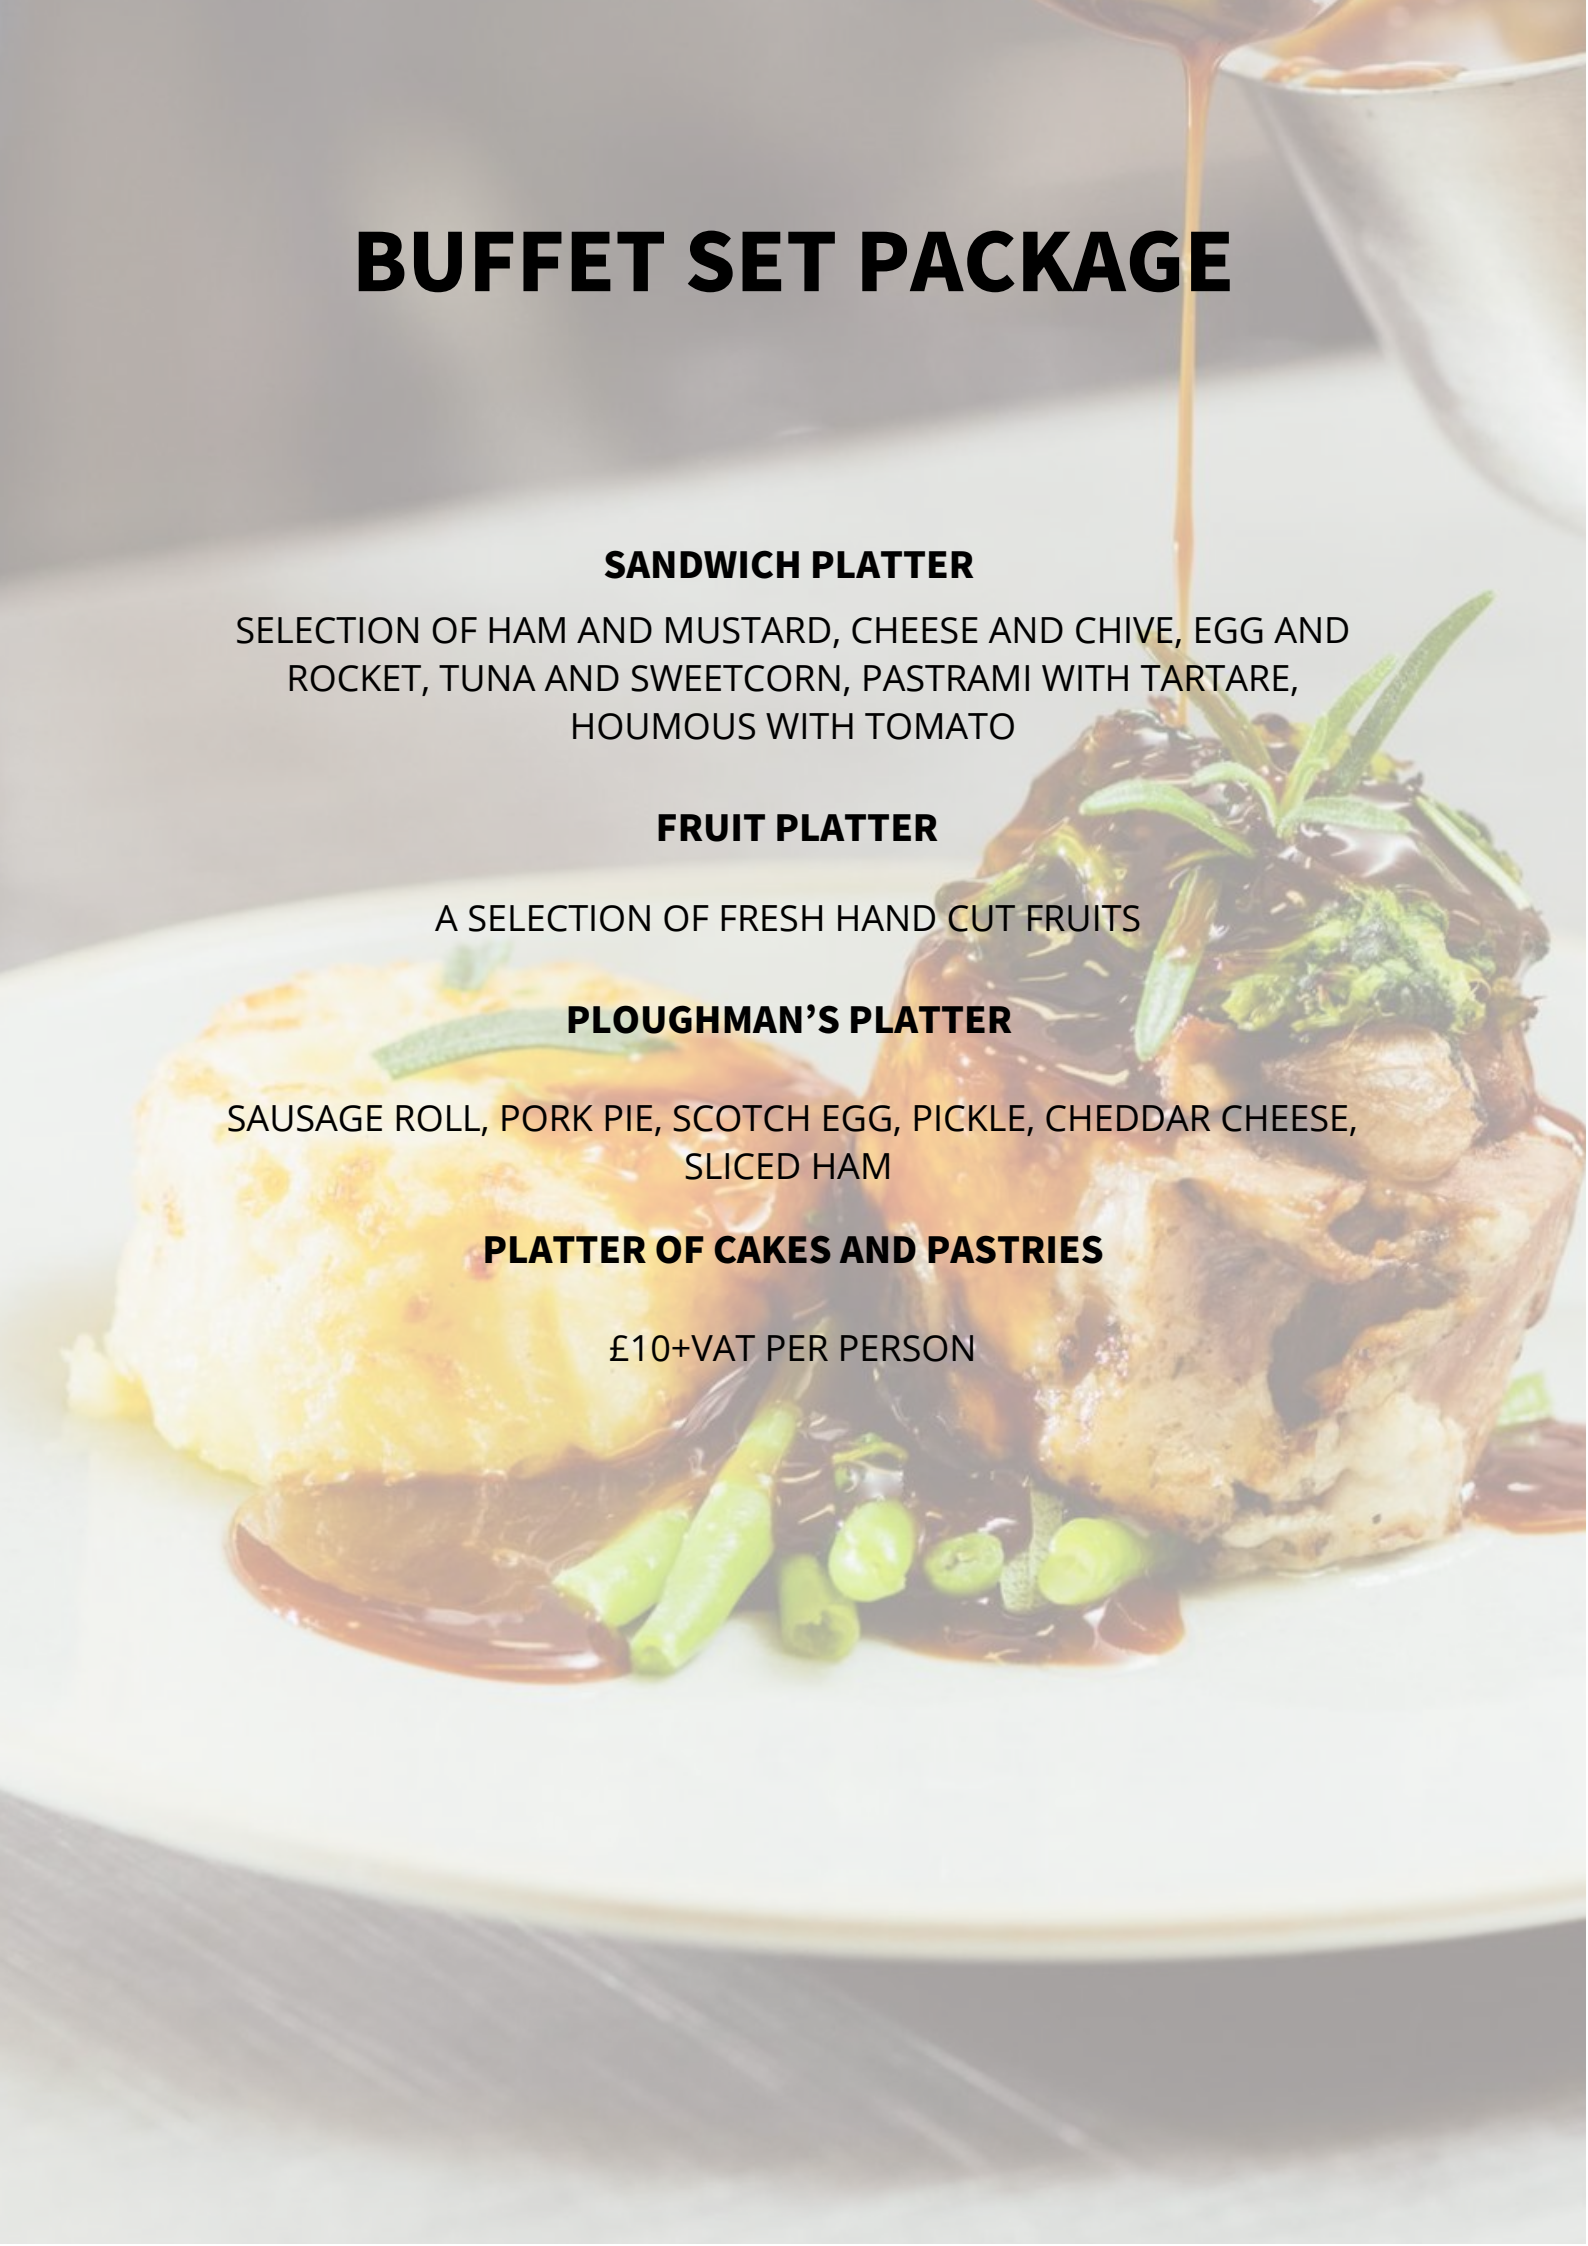 BUFFET SET PACKAGE
SANDWICH PLATTER
SELECTION OF HAM AND MUSTARD, CHEESE AND CHIVE, EGG AND
ROCKET, TUNA AND SWEETCORN, PASTRAMI WITH TARTARE,
HOUMOUS WITH TOMATO
FRUIT PLATTER
A SELECTION OF FRESH HAND CUT FRUITS
PLOUGHMAN’S PLATTER
SAUSAGE ROLL, PORK PIE, SCOTCH EGG, PICKLE, CHEDDAR CHEESE,
SLICED HAM
PLATTER OF CAKES AND PASTRIES
£10+VAT PER PERSON